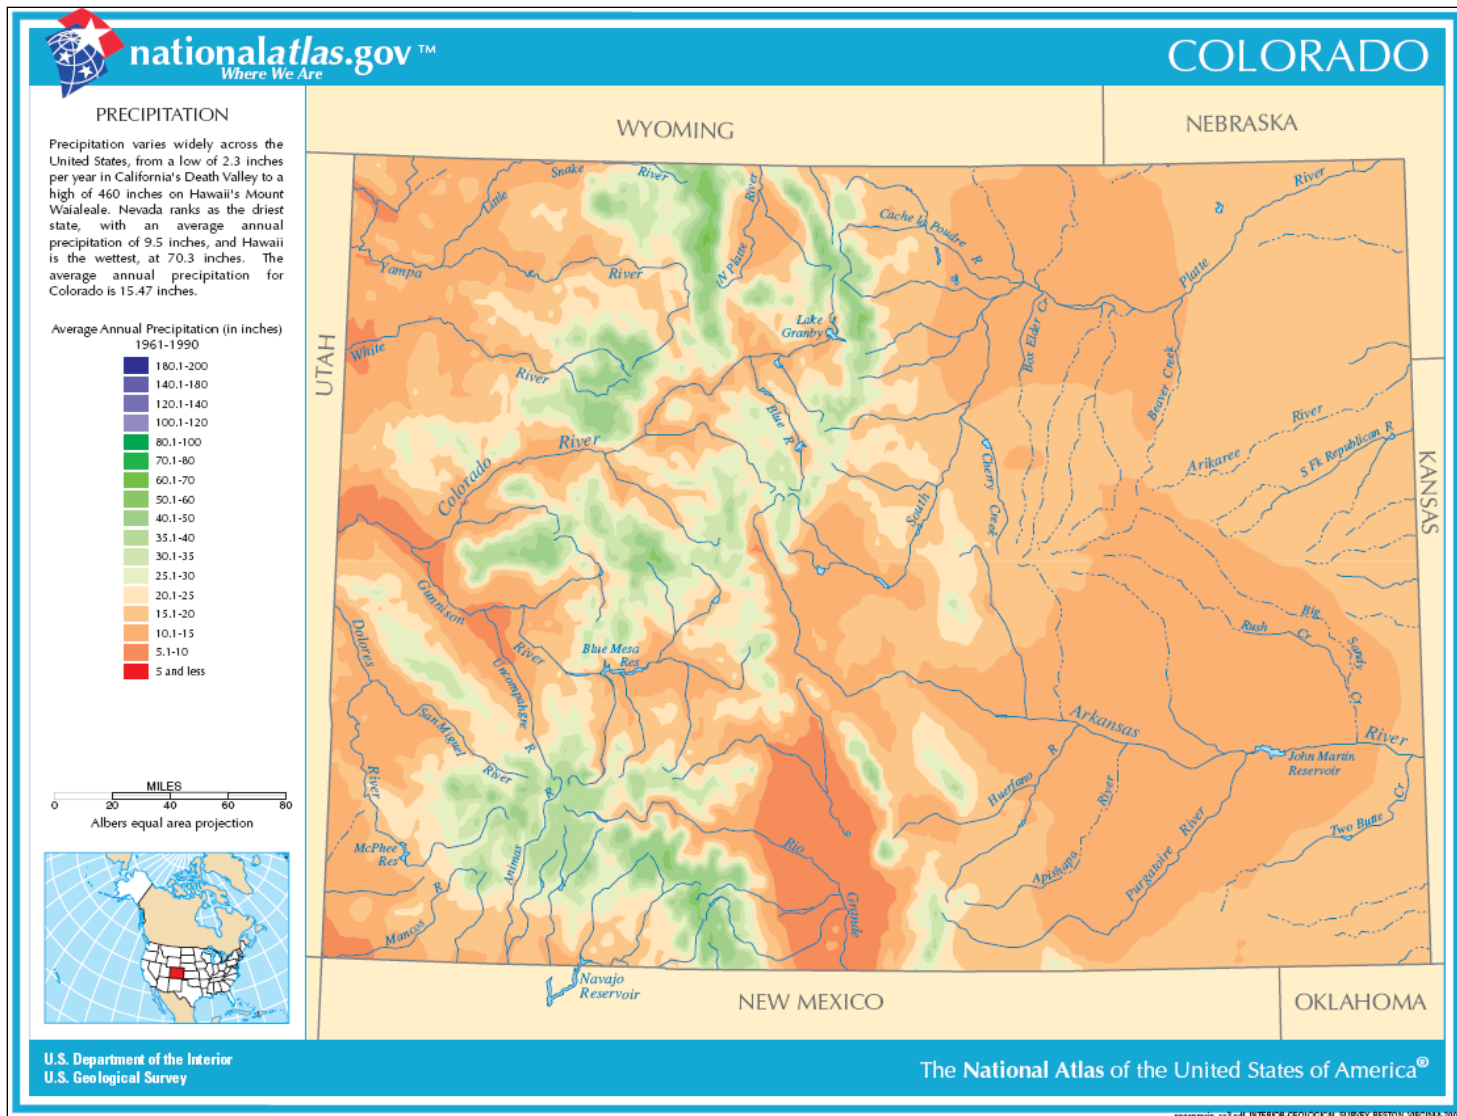 nationalatlas.gov ™
Where We Are
COLORADO
PRECIPITATION
Precipitation varies widely across the
United States, from a low of 2.3 inches
per year in California's Death Valley to a
high of 460 inches on Hawaii's Mount
Waialeale. Nevada ranks as the driest
state, with an average annual
precipitation of 9.5 inches, and Hawaii
is the wettest, at 70.3 inches. The
average annual precipitation for
Colorado is 15.47 inches.
Average Annual Precipitation (in inches)
1961-1990
180.1-200
140.1-180
120.1-140
100.1-120
80.1-100
70.1-80
60.1-70
50.1-60
40.1-50
35.1-40
30.1-35
25.1-30
20.1-25
15.1-20
10.1-15
5.1-10
5 and less
MILES
0 20 40 60 80
Albers equal area projection
WYOMING
NEBRASKA
UTAH
KANSAS
NEW MEXICO
OKLAHOMA
Little Snake River
Yampa River
N Platte River
Cache la Poudre R
River
Platte
South
Lake
Granby
Box Elder Cr
Beaver Creek
White River
Blue R
Colorado River
Cherry Creek
Arikaree River
S Fk Republican R
Gunnison River
Dolores River
Uncompahgre R
Blue Mesa
Res
San Miguel River
Big Sandy Cr
Rush Cr
Arkansas River
John Martin
Reservoir
Huerfano R
Apishapa River
Purgatoire River
Two Butte Cr
McPhee
Res
Mancos R
Animas R
Rio Grande
Navajo
Reservoir
U.S. Department of the Interior
U.S. Geological Survey
The National Atlas of the United States of America®